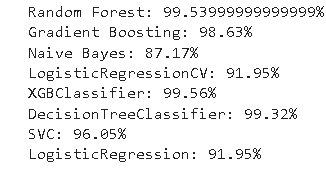 Random Forest: 99.53999999999999%
Gradient Boosting: 98.63%
Naive Bayes: 87.17%
LogisticRegressionCV: 91.95%
XGBClassifier: 99.56%
DecisionTreeClassifier: 99.32%
SVC: 96.05%
LogisticRegression: 91.95%